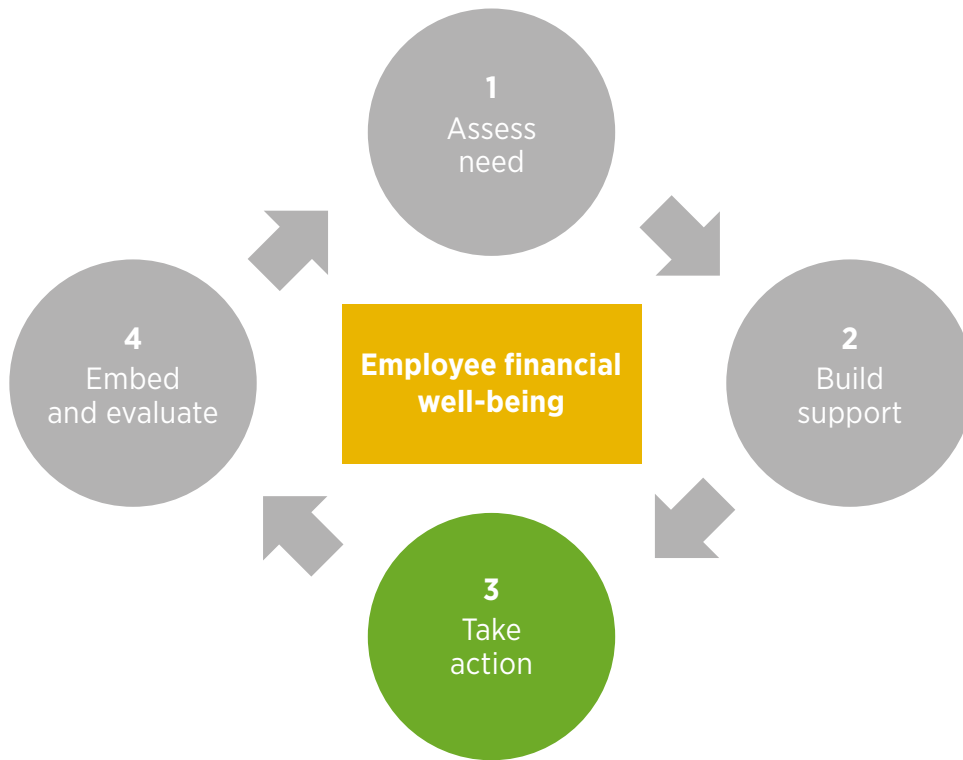 1
Assess
need
2
Build
support
3
Take
action
4
Embed
and evaluate
Employee financial
well-being